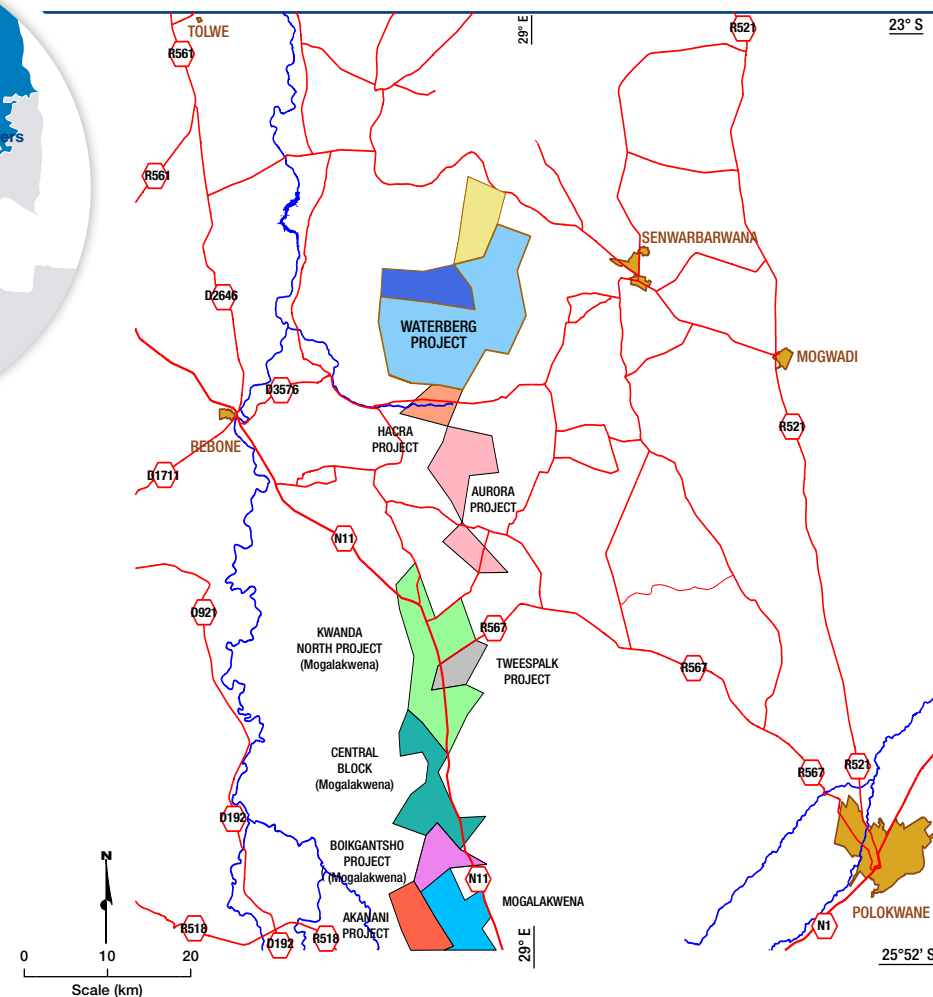 TOLWE
29° E
R521
23° S
R561
ers
R561
SENWARBARWANA
D2646
WATERBERG
PROJECT
MOGWADI
D3576
REBONE
HACRA
PROJECT
R521
D1711
AURORA
PROJECT
N11
D921
KWANDA
NORTH PROJECT
(Mogalakwena)
R567
TWEESPALK
PROJECT
R567
CENTRAL
BLOCK
(Mogalakwena)
R567
R521
D192
BOIKGANTSHO
PROJECT
(Mogalakwena)
N
N11
MOGALAKWENA
POLOKWANE
AKANANI
PROJECT
R518
D192
R518
N1
29° E
25°52' S
0 10 20
Scale (km)